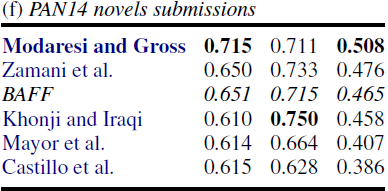 (f) PAN14 novels submissions
Modaresi and Gross 0.715 0.711 0.508
Zamani et al. 0.650 0.733 0.476
BAFF 0.651 0.715 0.465
Khonji and Iraqi 0.610 0.750 0.458
Mayor et al. 0.614 0.664 0.407
Castillo et al. 0.615 0.628 0.386